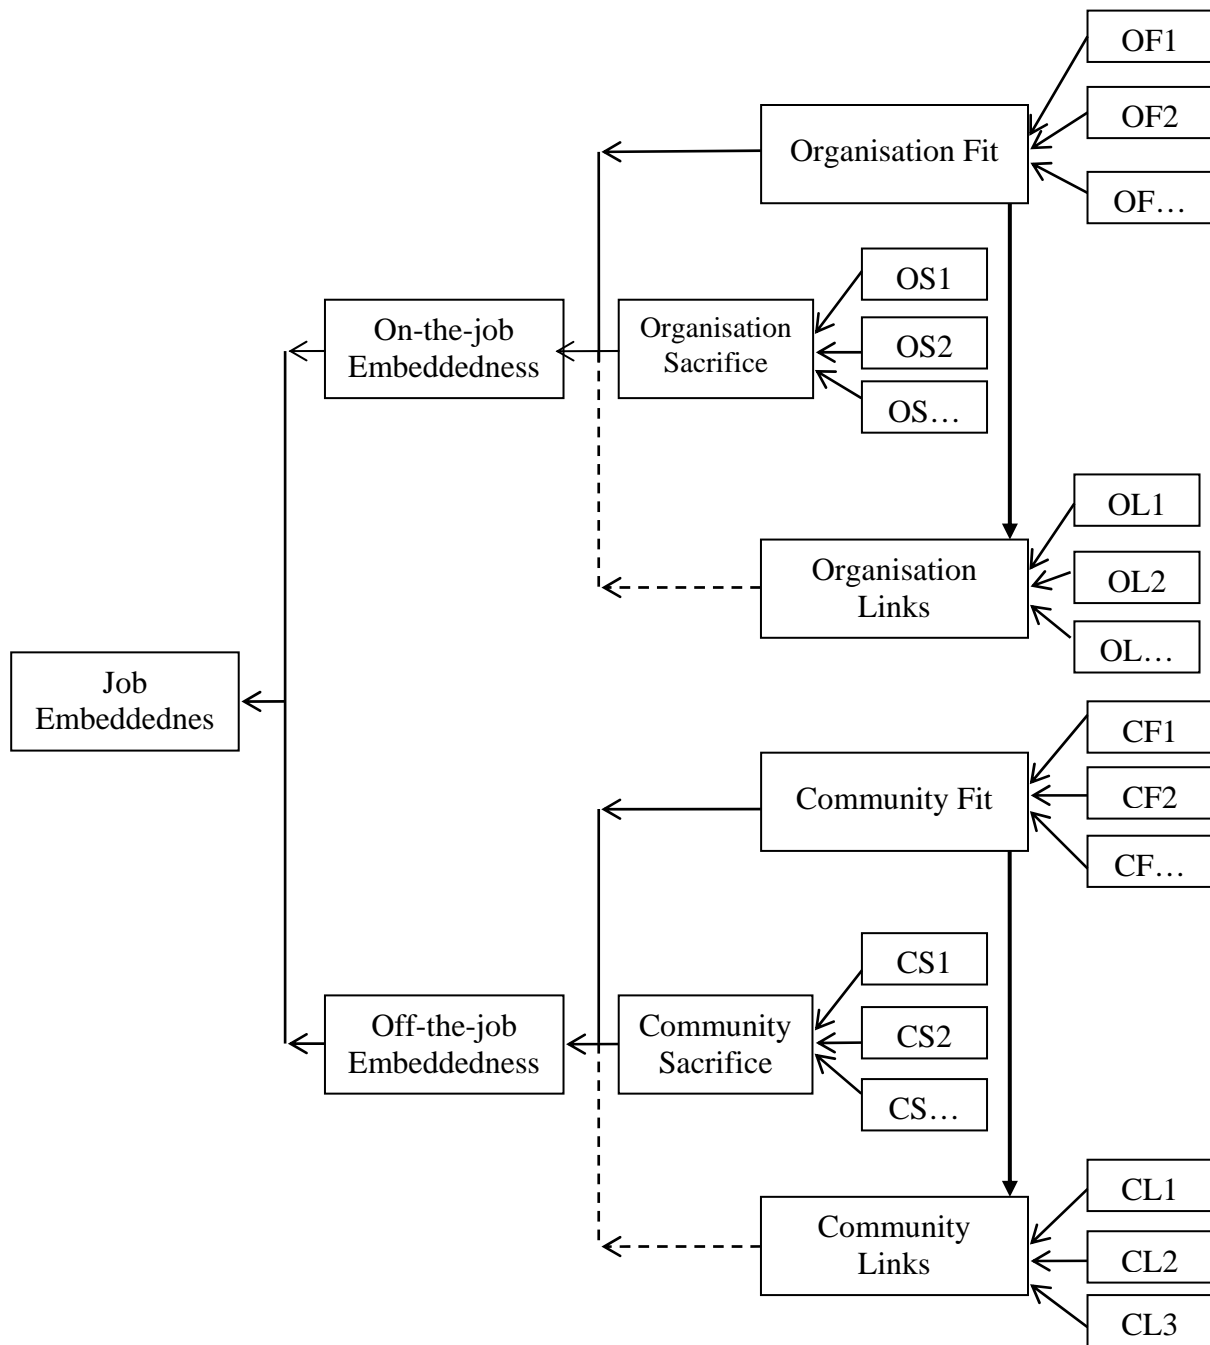 OF1
OF2
Organisation Fit
OF…
OS1
On-the-job
Embeddedness
Organisation
Sacrifice
OS2
OS…
OL1
Organisation
Links
OL2
OL…
Job
Embeddednes
CF1
Community Fit
CF2
CF…
CS1
Off-the-job
Embeddedness
Community
Sacrifice
CS2
CS…
CL1
Community
Links
CL2
CL3